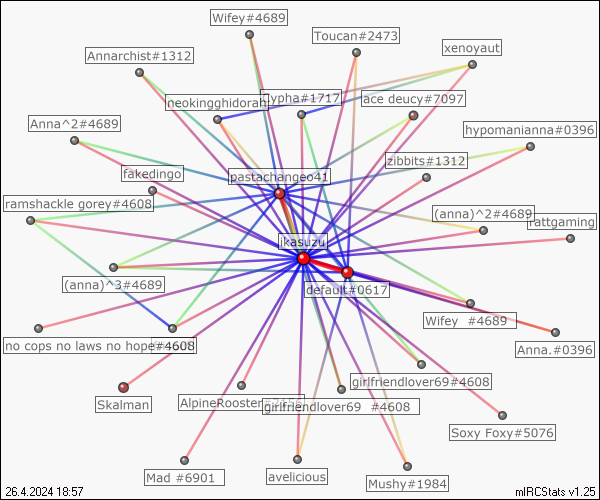 Wifey#4689
Toucan#2473
Annarchist#1312
xenoyaut
neokingghidorah
ypha#1717
ace deucy#7097
Anna^2#4689
hypomanianna#0396
zibbits#1312
fakedingo
pastachangeo41
ramshackle gorey#4608
(anna)^2#4689
rattgaming
ikasuzu
(anna)^3#4689
default#0617
Wifey #4689
no cops no laws no hope#4608
Anna.#0396
girlfriendlover69#4608
Skalman
AlpineRooster
girlfriendlover69 #4608
Soxy Foxy#5076
Mad #6901
avelicious
Mushy#1984
26.4.2024 18:57
mIRCStats v1.25